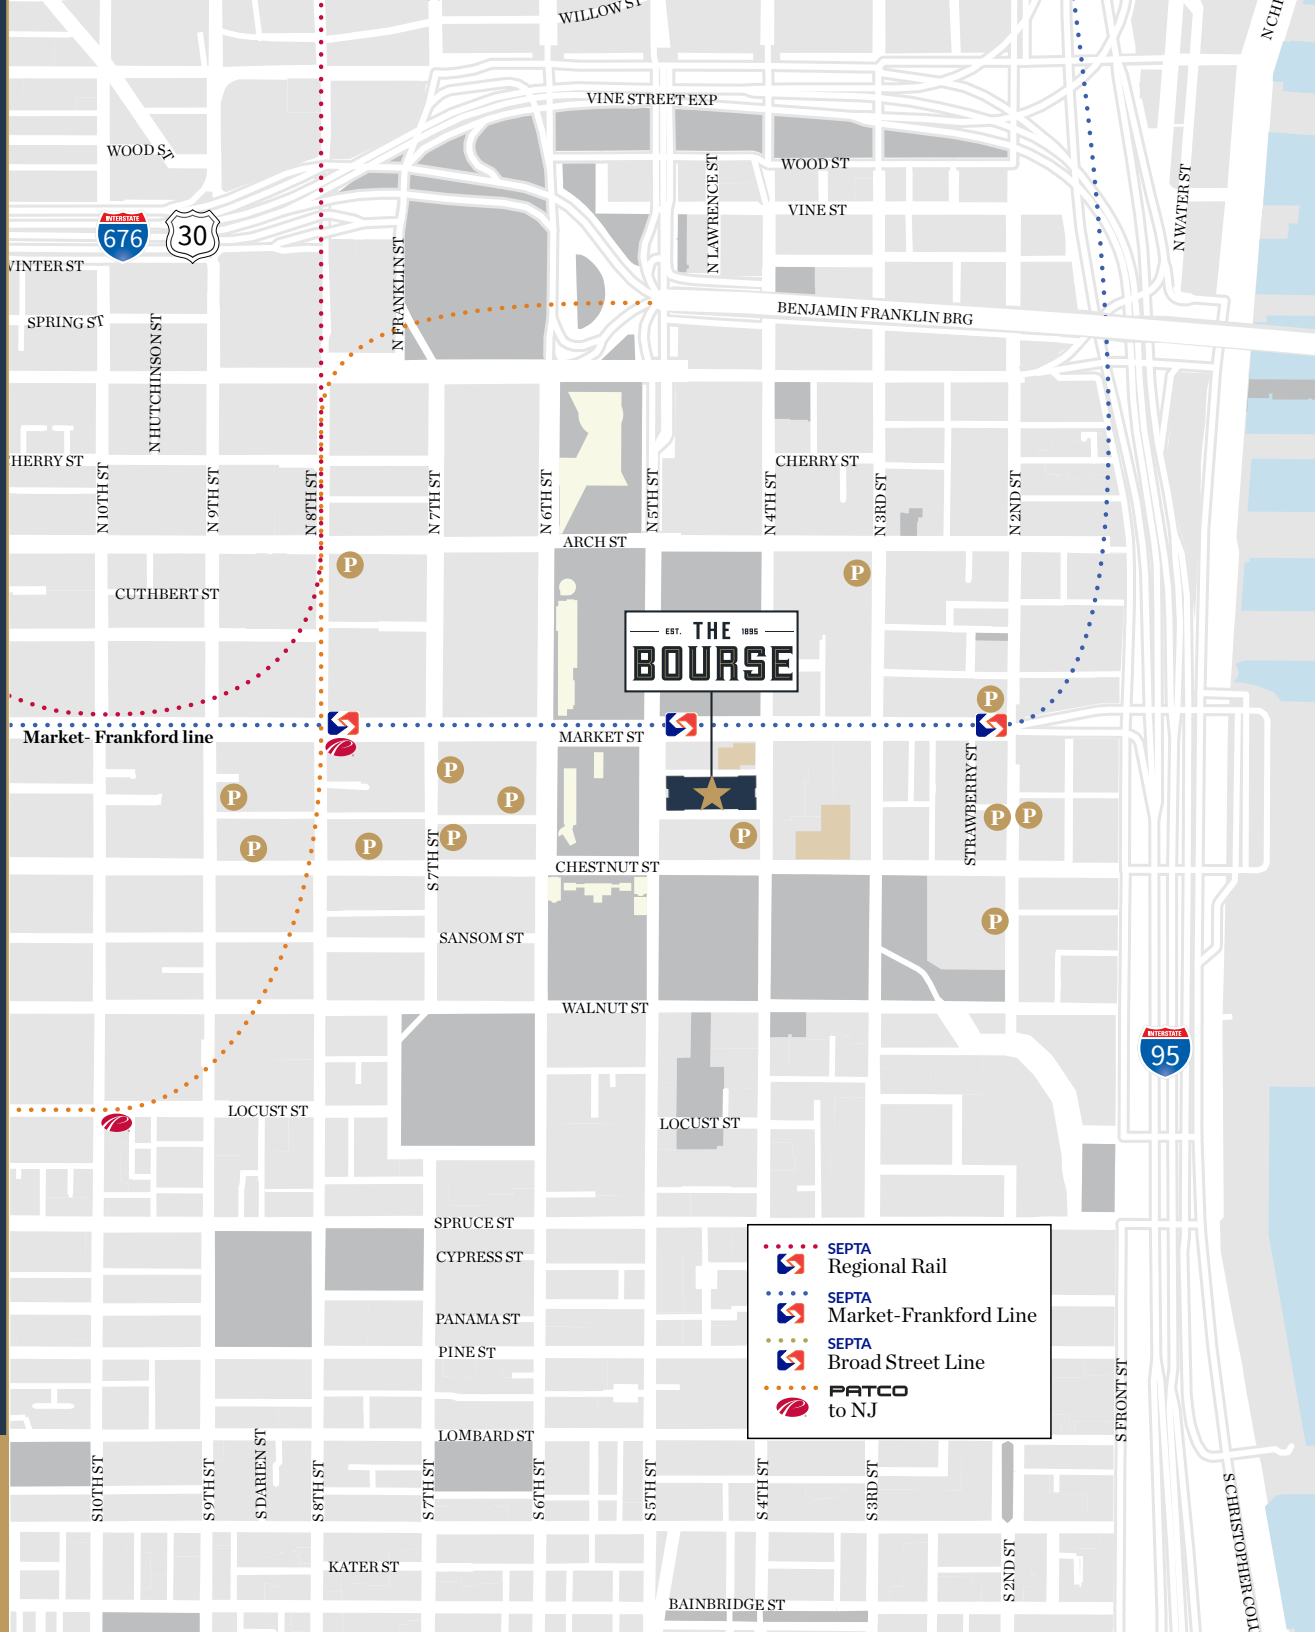 WILLOW ST
N CHR
VINE STREET EXP
WOOD ST
WOOD ST
N LAWRENCE ST
VINE ST
N WATER ST
INTERSTATE
676
30
VINTER ST
N FRANKLIN ST
SPRING ST
N HUTCHINSON ST
BENJAMIN FRANKLIN BRG
HERRY ST
CHERRY ST
N 10TH ST
N 9TH ST
N 8TH ST
N 7TH ST
N 6TH ST
N 5TH ST
N 4TH ST
N 3RD ST
N 2ND ST
ARCH ST
P
P
CUTHBERT ST
EST. THE 1895
BOURSE
P
Market- Frankford line
MARKET ST
P
P
P
STRAWBERRY ST
P
P
P
P
P
P
P
S 7TH ST
CHESTNUT ST
P
SANSOM ST
WALNUT ST
INTERSTATE
95
LOCUST ST
LOCUST ST
SPRUCE ST
CYPRESS ST
PANAMA ST
PINE ST
SEPTA
Regional Rail
SEPTA
Market-Frankford Line
SEPTA
Broad Street Line
PATCO
to NJ
S FRONT ST
LOMBARD ST
S 10TH ST
S 9TH ST
S DARIEN ST
S 8TH ST
S 7TH ST
S 6TH ST
S 5TH ST
S 4TH ST
S 3RD ST
S 2ND ST
S CHRISTOPHER COLU
KATER ST
BAINBRIDGE ST